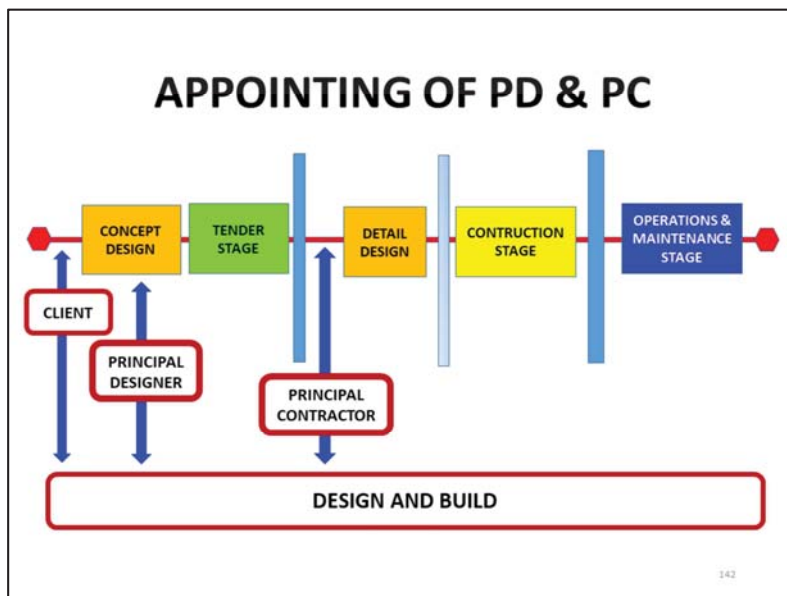 APPOINTING OF PD & PC
CONCEPT
DESIGN
TENDER
STAGE
DETAIL
DESIGN
CONTRUCTION
STAGE
OPERATIONS &
MAINTENANCE
STAGE
CLIENT
PRINCIPAL
DESIGNER
PRINCIPAL
CONTRACTOR
DESIGN AND BUILD
142